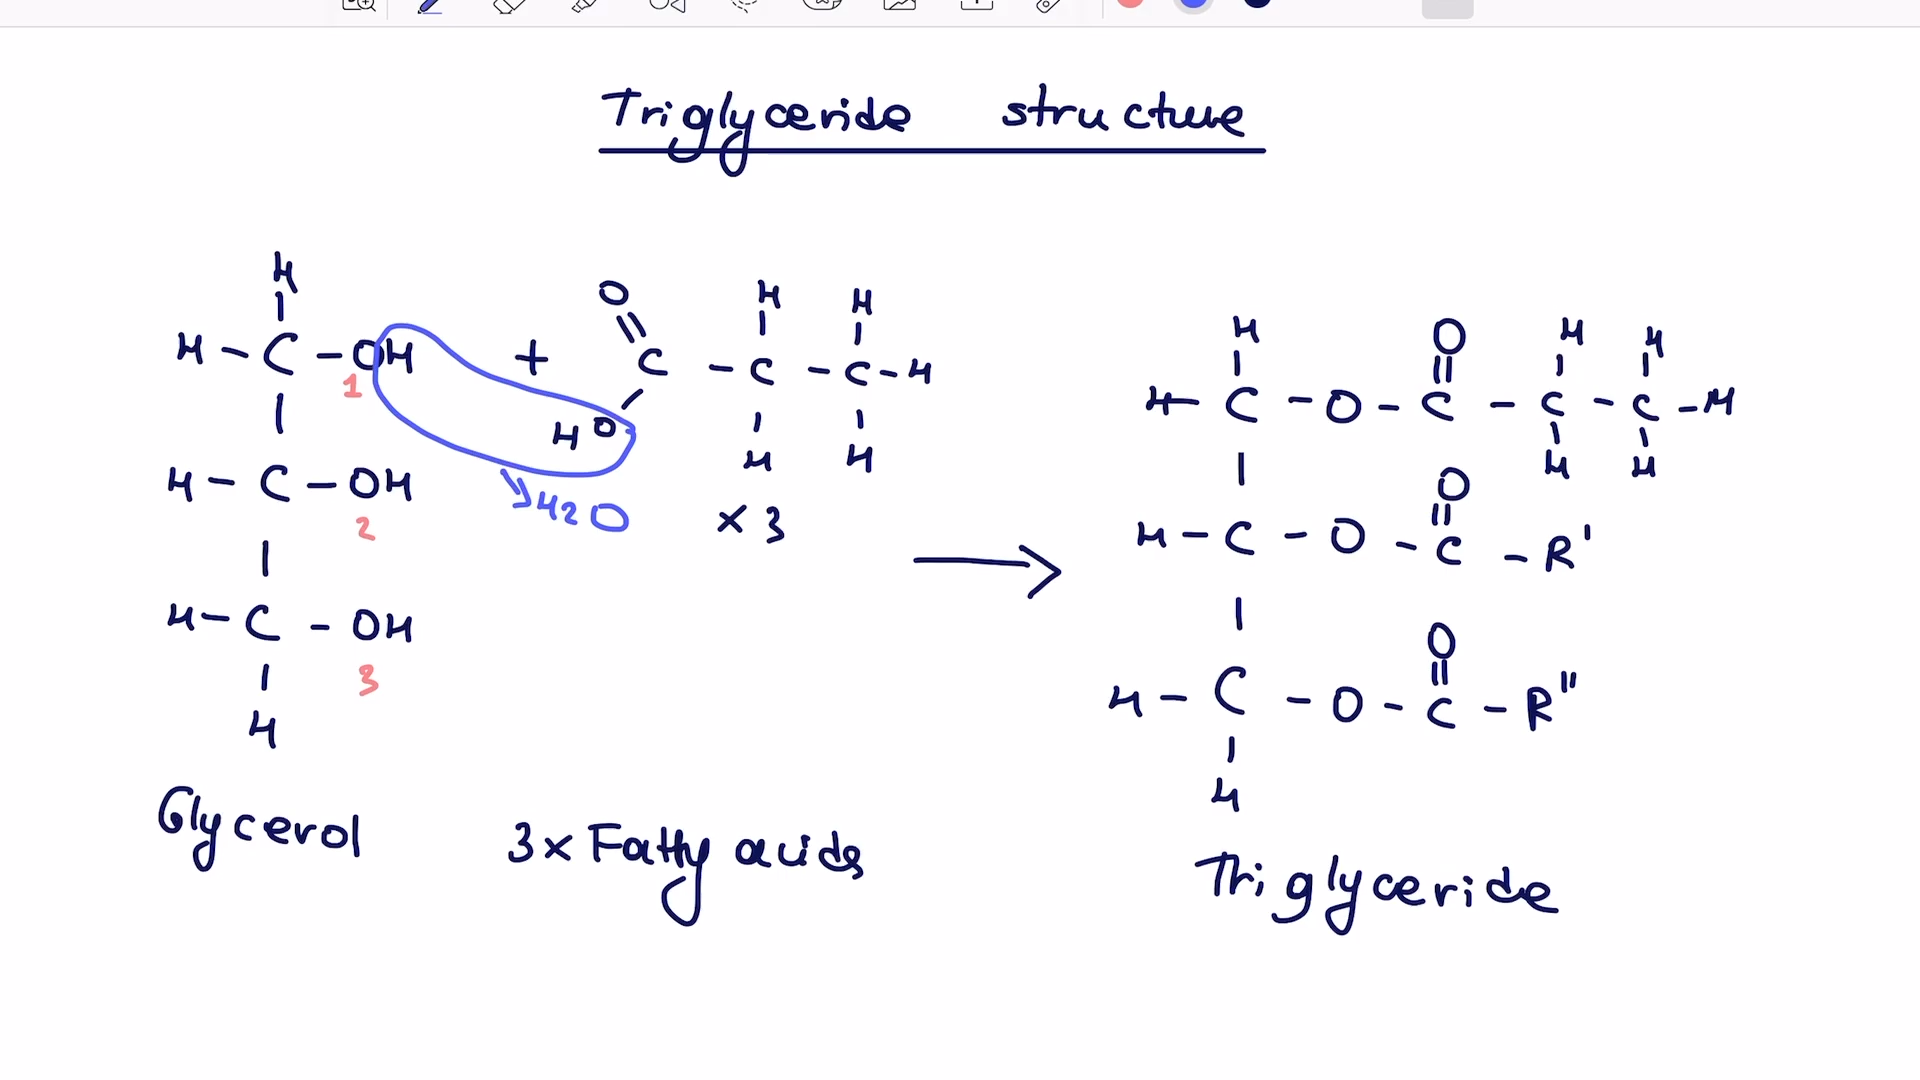 Triglyceride structure
H
H - C - OH
1
H - C - OH
2
H - C - OH
3
H
+
O
H H
C - C - C - H
HO
H H
H2O
x 3
H O H H
H - C - O - C - C - C - H
H H
O
H - C - O - C - R'
O
H - C - O - C - R"
H
Glycerol
3x Fatty acids
Triglyceride